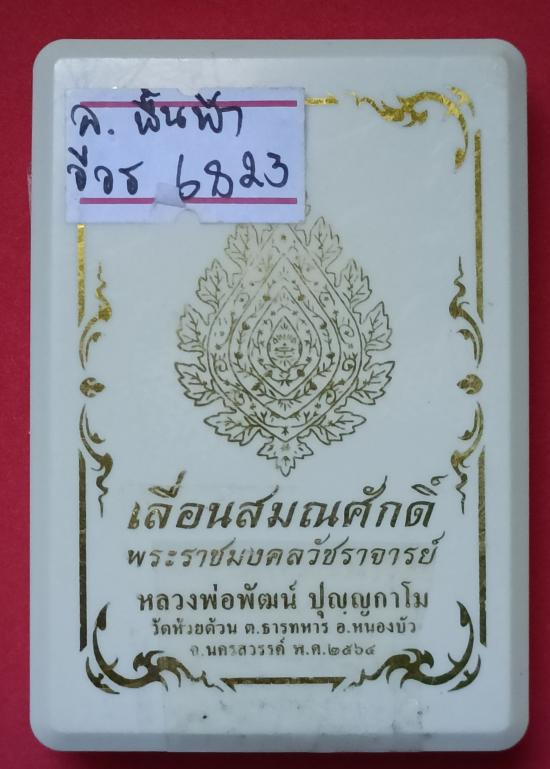 ล. พื้นฟ้า
จีวร 6823
เลื่อนสมณศักดิ์
พระราชมงคลวัชราจารย์
หลวงพ่อพัฒน์ ปุญฺญกาโม
วัดห้วยด้วน ต.ธารทหาร อ.หนองบัว
จ.นครสวรรค์ พ.ศ.๒๕๖๔